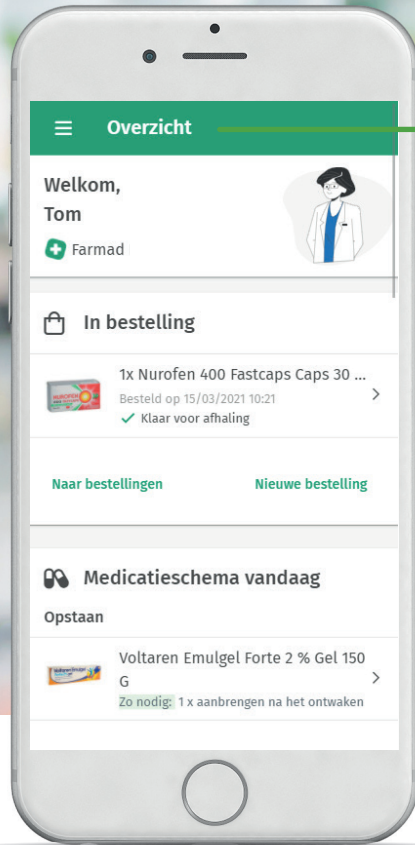 Overzicht
Welkom,
Tom
Farmad
In bestelling
1x Nurofen 400 Fastcaps Caps 30 ...
Besteld op 15/03/2021 10:21
Klaar voor afhaling
Naar bestellingen
Nieuwe bestelling
Medicatieschema vandaag
Opstaan
Voltaren Emulgel Forte 2 % Gel 150
G
Zo nodig: 1 x aanbrengen na het ontwaken